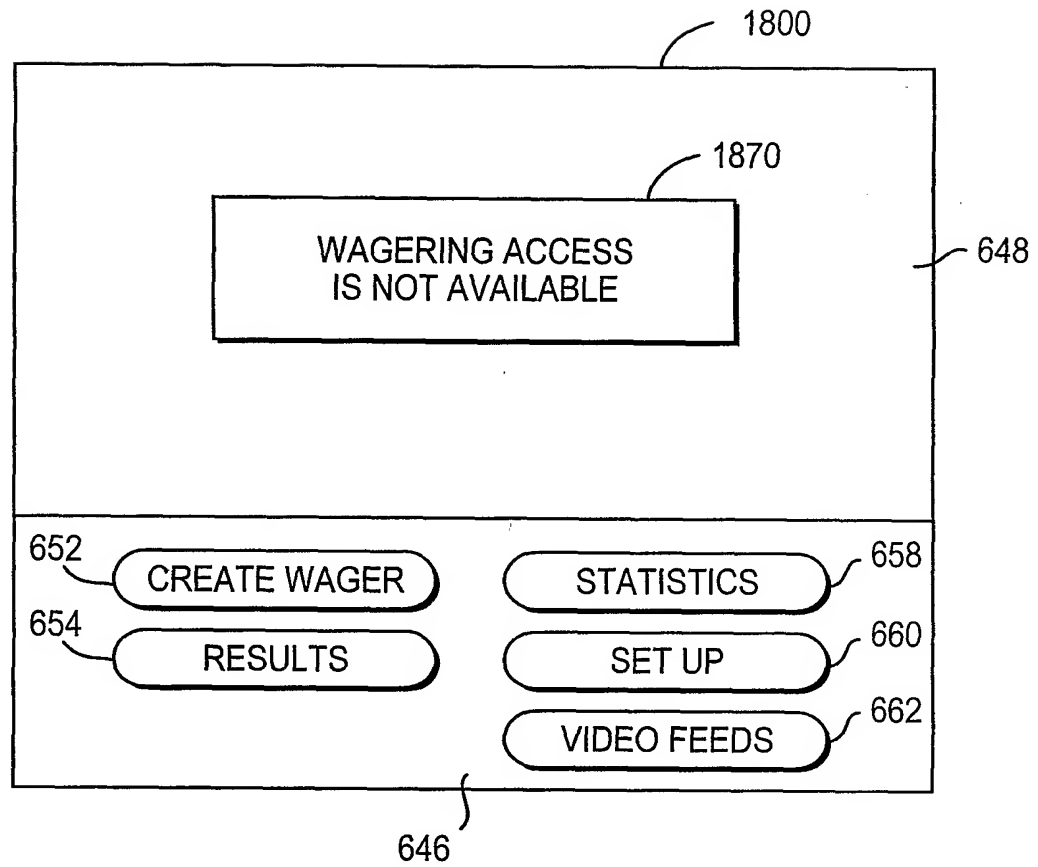 1800
1870
WAGERING ACCESS
IS NOT AVAILABLE
648
652
CREATE WAGER
658
STATISTICS
654
RESULTS
660
SET UP
662
VIDEO FEEDS
646